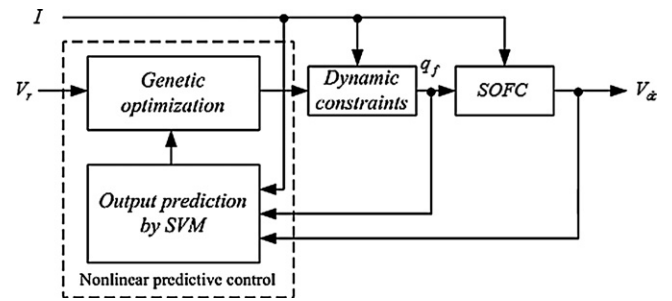 I
V_r
Genetic
optimization
Dynamic
constraints
q_f
SOFC
V_dc
Output prediction
by SVM
Nonlinear predictive control